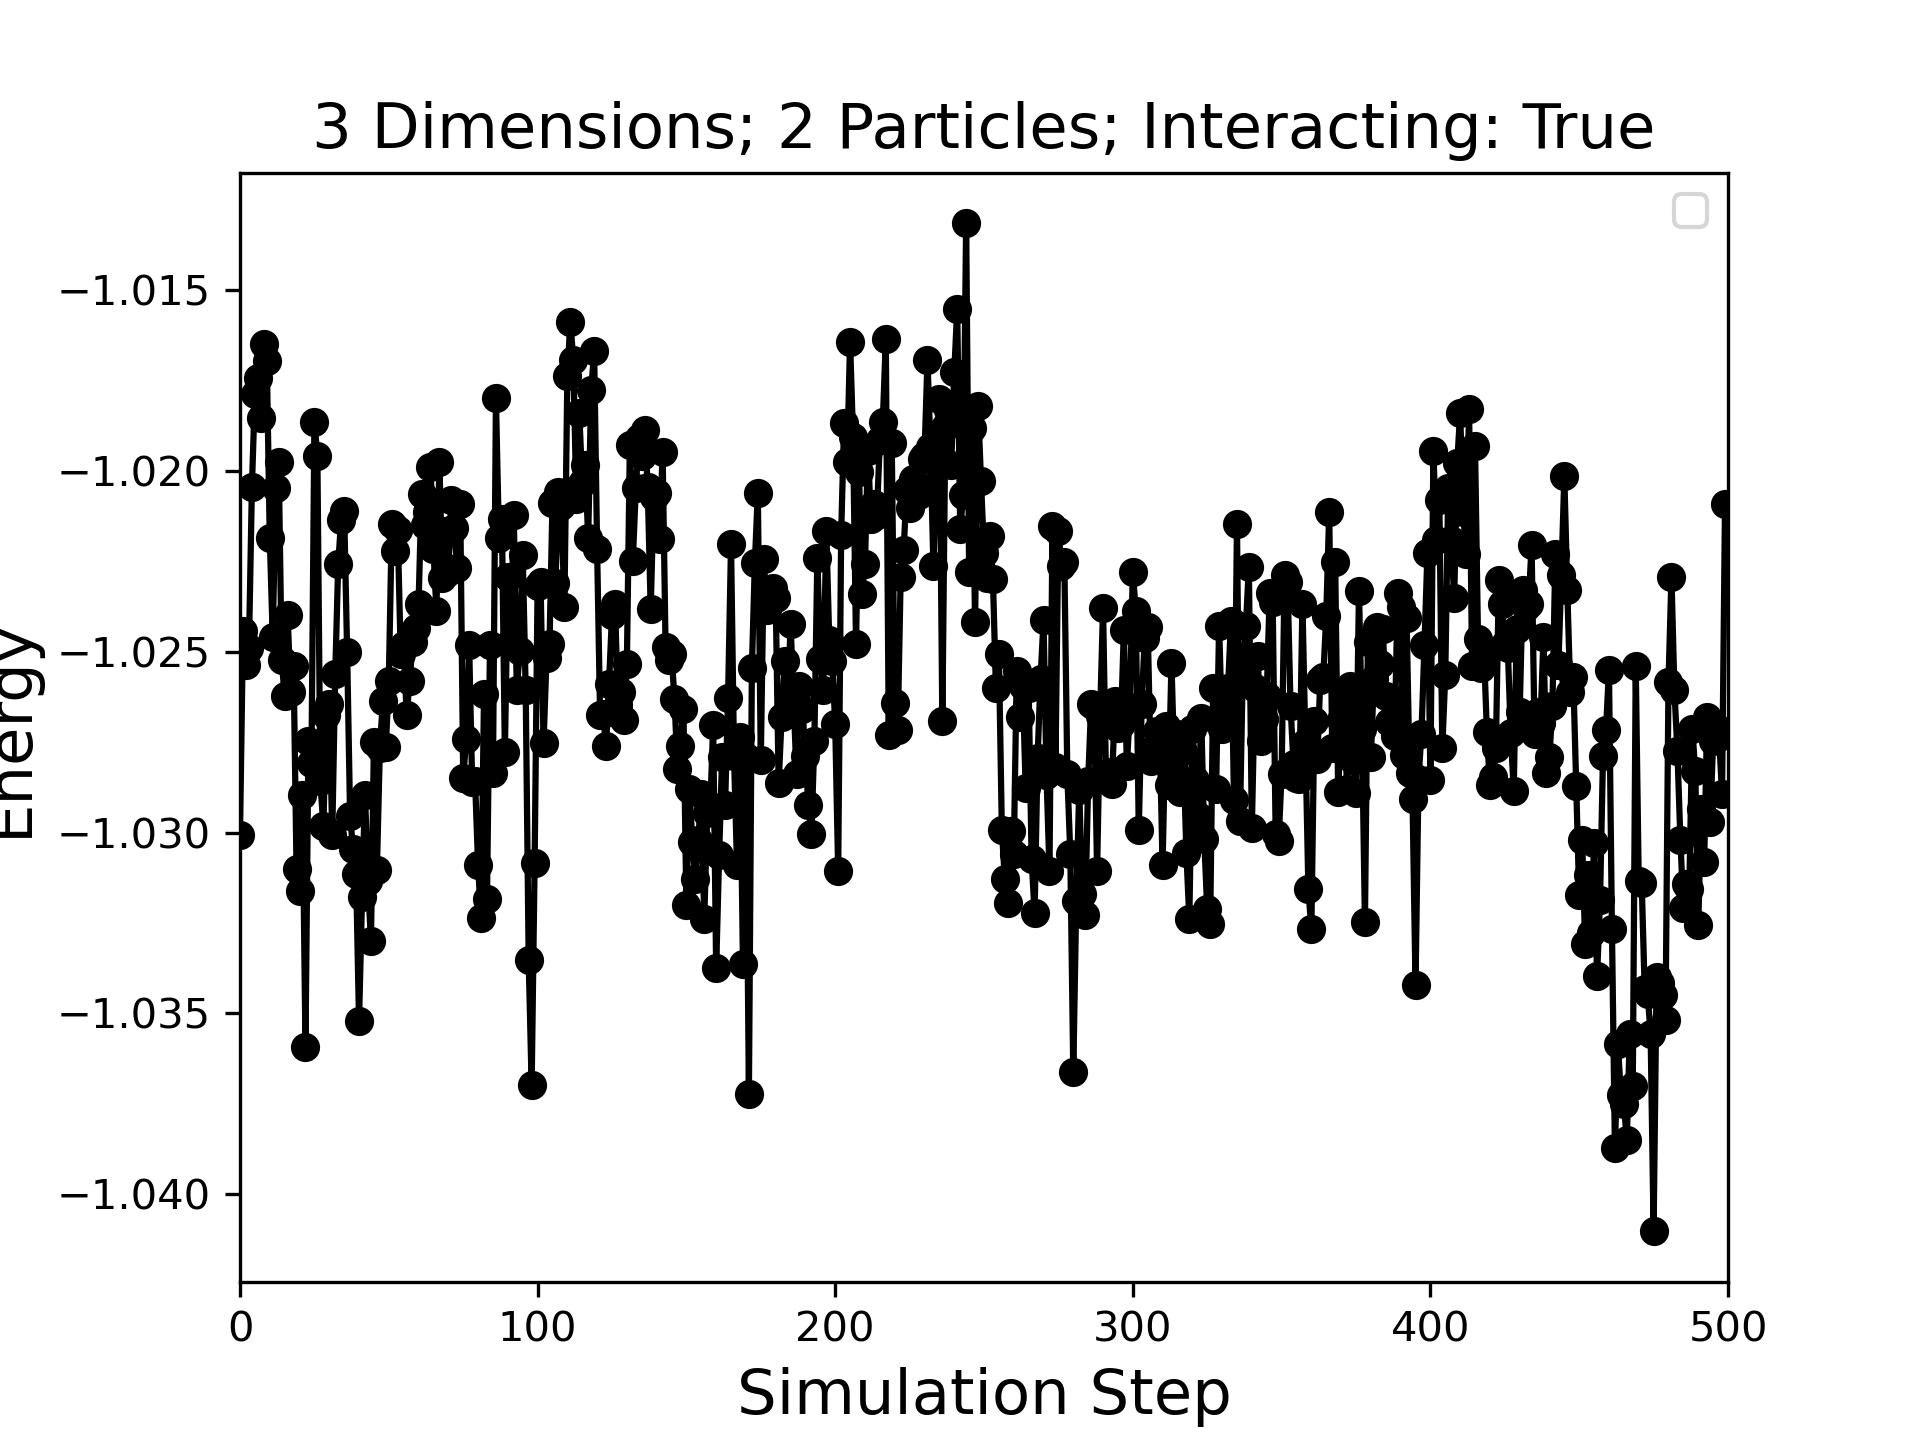 3 Dimensions; 2 Particles; Interacting: True
−1.015
−1.020
−1.025
−1.030
−1.035
−1.040
Energy
0 100 200 300 400 500
Simulation Step